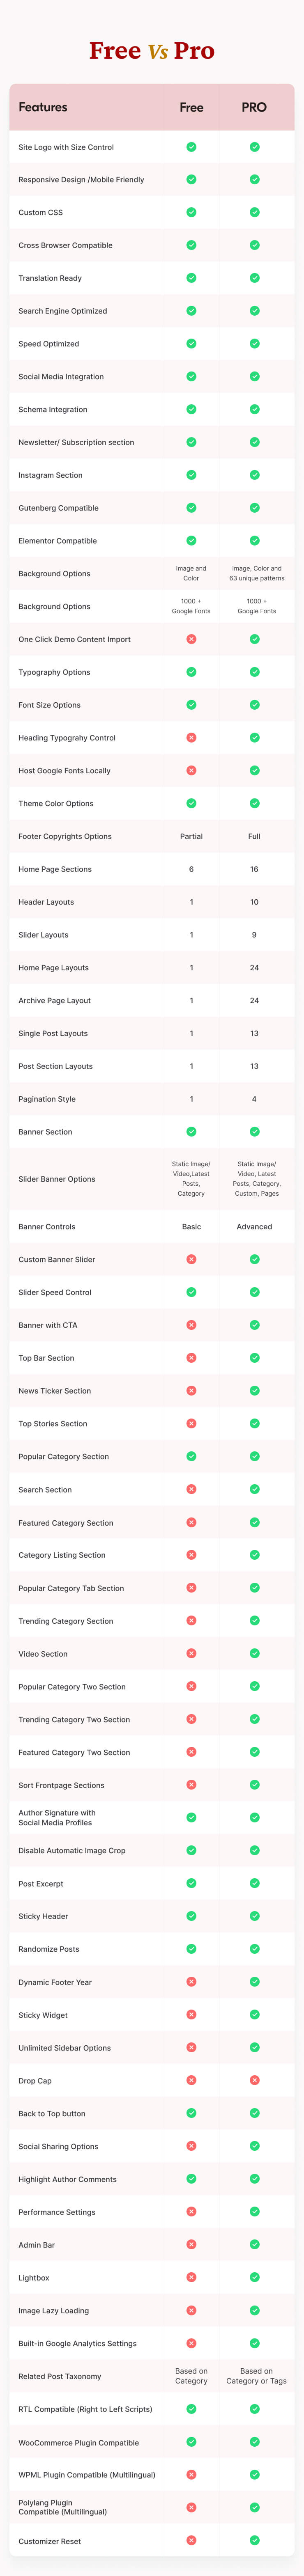 Free Vs Pro
Features Free PRO
Site Logo with Size Control
Responsive Design /Mobile Friendly
Custom CSS
Cross Browser Compatible
Translation Ready
Search Engine Optimized
Speed Optimized
Social Media Integration
Schema Integration
Newsletter/ Subscription section
Instagram Section
Gutenberg Compatible
Elementor Compatible
Background Options
Image and
Color
Image, Color and
63 unique patterns
Background Options
1000 +
Google Fonts
1000 +
Google Fonts
One Click Demo Content Import
Typography Options
Font Size Options
Heading Typograhy Control
Host Google Fonts Locally
Theme Color Options
Footer Copyrights Options Partial Full
Home Page Sections 6 16
Header Layouts 1 10
Slider Layouts 1 9
Home Page Layouts 1 24
Archive Page Layout 1 24
Single Post Layouts 1 13
Post Section Layouts 1 13
Pagination Style 1 4
Banner Section
Slider Banner Options
Static Image/
Video,Latest
Posts,
Category
Static Image/
Video, Latest
Posts, Category,
Custom, Pages
Banner Controls Basic Advanced
Custom Banner Slider
Slider Speed Control
Banner with CTA
Top Bar Section
News Ticker Section
Top Stories Section
Popular Category Section
Search Section
Featured Category Section
Category Listing Section
Popular Category Tab Section
Trending Category Section
Video Section
Popular Category Two Section
Trending Category Two Section
Featured Category Two Section
Sort Frontpage Sections
Author Signature with
Social Media Profiles
Disable Automatic Image Crop
Post Excerpt
Sticky Header
Randomize Posts
Dynamic Footer Year
Sticky Widget
Unlimited Sidebar Options
Drop Cap
Back to Top button
Social Sharing Options
Highlight Author Comments
Performance Settings
Admin Bar
Lightbox
Image Lazy Loading
Built-in Google Analytics Settings
Related Post Taxonomy
Based on
Category
Based on
Category or Tags
RTL Compatible (Right to Left Scripts)
WooCommerce Plugin Compatible
WPML Plugin Compatible (Multilingual)
Polylang Plugin
Compatible (Multilingual)
Customizer Reset